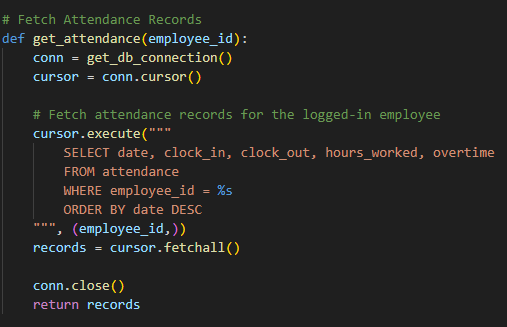 # Fetch Attendance Records
def get_attendance(employee_id):
    conn = get_db_connection()
    cursor = conn.cursor()

    # Fetch attendance records for the logged-in employee
    cursor.execute("""
        SELECT date, clock_in, clock_out, hours_worked, overtime
        FROM attendance
        WHERE employee_id = %s
        ORDER BY date DESC
    """, (employee_id,))
    records = cursor.fetchall()

    conn.close()
    return records